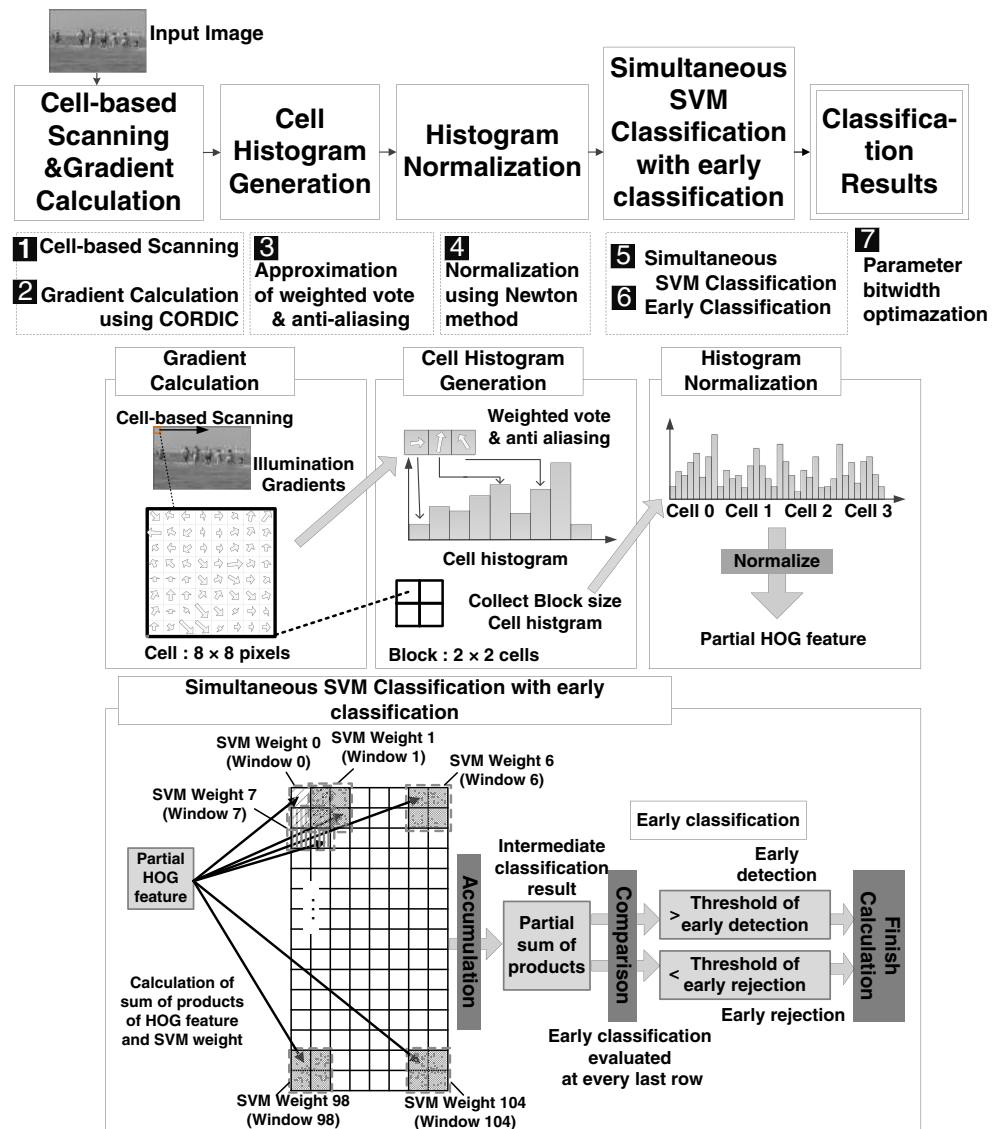 Input Image
Cell-based
Scanning
&Gradient
Calculation
Cell
Histogram
Generation
Histogram
Normalization
Simultaneous
SVM
Classification
with early
classification
Classifica-
tion
Results
1 Cell-based Scanning
2 Gradient Calculation
using CORDIC
3
Approximation
of weighted vote
& anti-aliasing
4
Normalization
using Newton
method
5 Simultaneous
SVM Classification
6 Early Classification
7
Parameter
bitwidth
optimazation
Gradient
Calculation
Cell-based Scanning
Illumination
Gradients
Cell : 8 × 8 pixels
Cell Histogram
Generation
Weighted vote
& anti aliasing
Cell histogram
Collect Block size
Cell histgram
Block : 2 × 2 cells
Histogram
Normalization
Cell 0 Cell 1 Cell 2 Cell 3
Normalize
Partial HOG feature
Simultaneous SVM Classification with early
classification
SVM Weight 0
(Window 0)
SVM Weight 1
(Window 1)
SVM Weight 6
(Window 6)
SVM Weight 7
(Window 7)
Partial
HOG
feature
Calculation of
sum of products
of HOG feature
and SVM weight
SVM Weight 98
(Window 98)
SVM Weight 104
(Window 104)
Accumulation
Intermediate
classification
result
Partial
sum of
products
Comparison
Early classification
evaluated
at every last row
Early classification
Early
detection
> Threshold of
early detection
< Threshold of
early rejection
Early rejection
Finish
Calculation